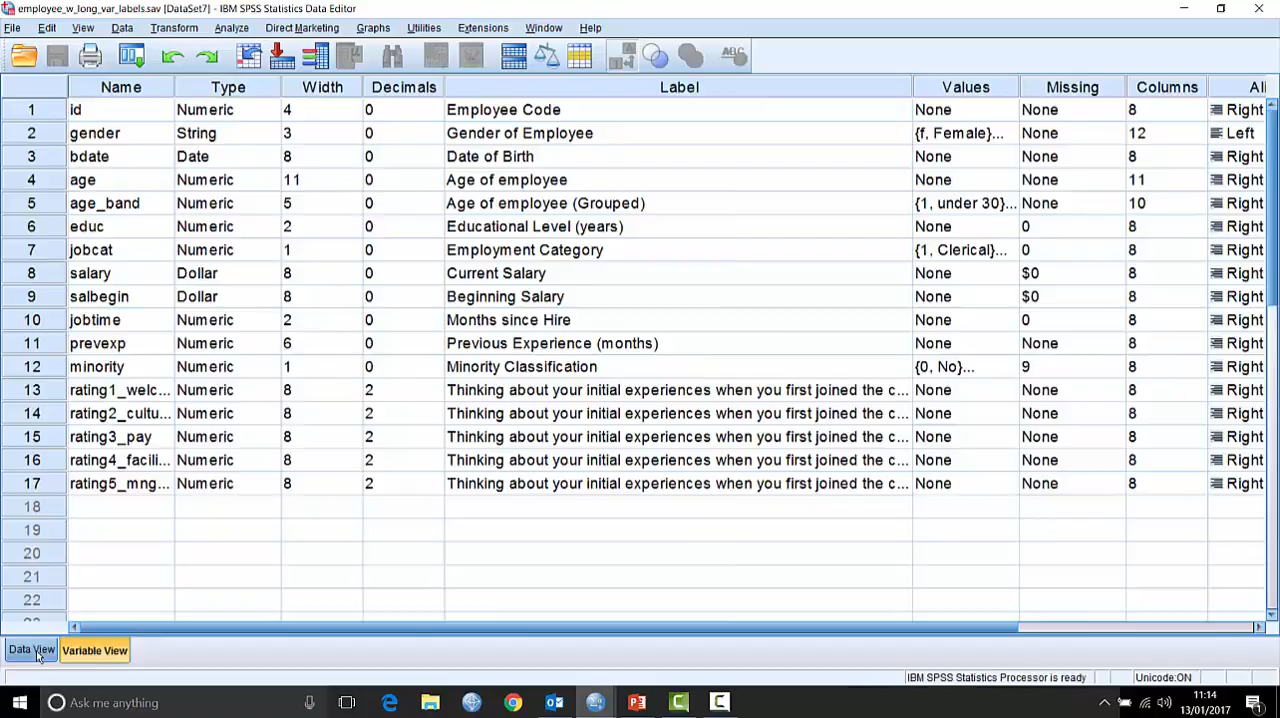 employee_w_long_var_labels.sav [DataSet7] - IBM SPSS Statistics Data Editor
File Edit View Data Transform Analyze Direct Marketing Graphs Utilities Extensions Window Help
Name Type Width Decimals Label Values Missing Columns Ali
1 id Numeric 4 0 Employee Code None None 8 Right
2 gender String 3 0 Gender of Employee {f, Female}... None 12 Left
3 bdate Date 8 0 Date of Birth None None 8 Right
4 age Numeric 11 0 Age of employee None None 11 Right
5 age_band Numeric 5 0 Age of employee (Grouped) {1, under 30}... None 10 Right
6 educ Numeric 2 0 Educational Level (years) None 0 8 Right
7 jobcat Numeric 1 0 Employment Category {1, Clerical}... 0 8 Right
8 salary Dollar 8 0 Current Salary None $0 8 Right
9 salbegin Dollar 8 0 Beginning Salary None $0 8 Right
10 jobtime Numeric 2 0 Months since Hire None 0 8 Right
11 prevexp Numeric 6 0 Previous Experience (months) None None 8 Right
12 minority Numeric 1 0 Minority Classification {0, No}... 9 8 Right
13 rating1_welc... Numeric 8 2 Thinking about your initial experiences when you first joined the c... None None 8 Right
14 rating2_cultu... Numeric 8 2 Thinking about your initial experiences when you first joined the c... None None 8 Right
15 rating3_pay Numeric 8 2 Thinking about your initial experiences when you first joined the c... None None 8 Right
16 rating4_facili... Numeric 8 2 Thinking about your initial experiences when you first joined the c... None None 8 Right
17 rating5_mng... Numeric 8 2 Thinking about your initial experiences when you first joined the c... None None 8 Right
18
19
20
21
22
Data View Variable View
IBM SPSS Statistics Processor is ready Unicode:ON
Ask me anything
11:14
13/01/2017